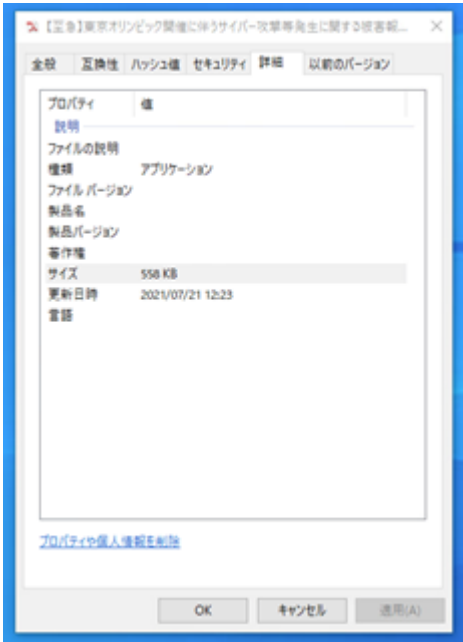 【至急】東京オリンピック開催に伴うサイバー攻撃等発生に関する被害報...
全般 互換性 ハッシュ値 セキュリティ 詳細 以前のバージョン
プロパティ 値
説明
ファイルの説明
種類 アプリケーション
ファイル バージョン
製品名
製品バージョン
著作権
サイズ 558 KB
更新日時 2021/07/21 12:23
言語
プロパティや個人情報を削除
OK キャンセル 適用(A)